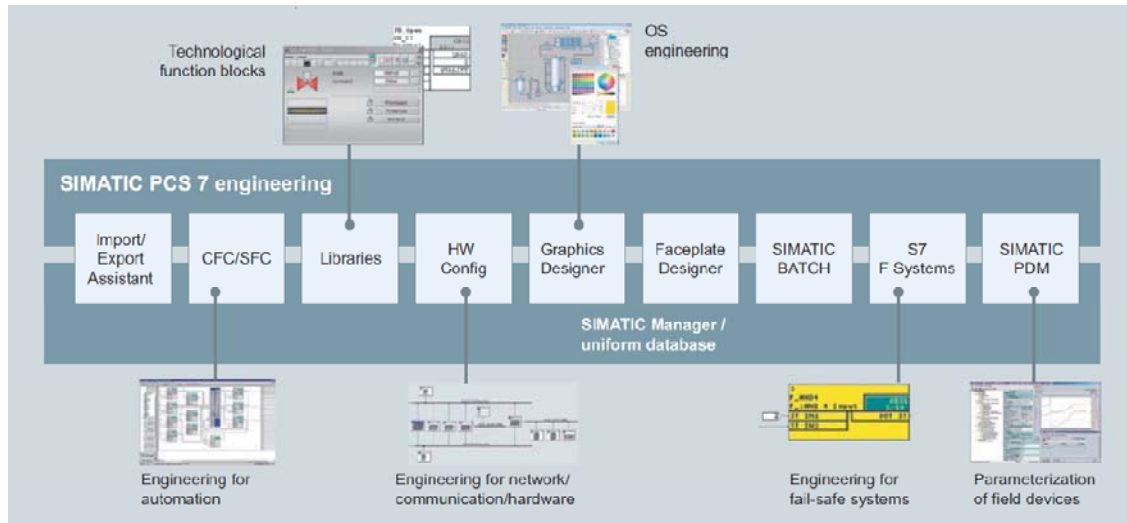 Technological
function blocks
OS
engineering
SIMATIC PCS 7 engineering
Import/
Export
Assistant
CFC/SFC
Libraries
HW
Config
Graphics
Designer
Faceplate
Designer
SIMATIC
BATCH
S7
F Systems
SIMATIC
PDM
SIMATIC Manager /
uniform database
Engineering for
automation
Engineering for network/
communication/hardware
Engineering for
fail-safe systems
Parameterization
of field devices